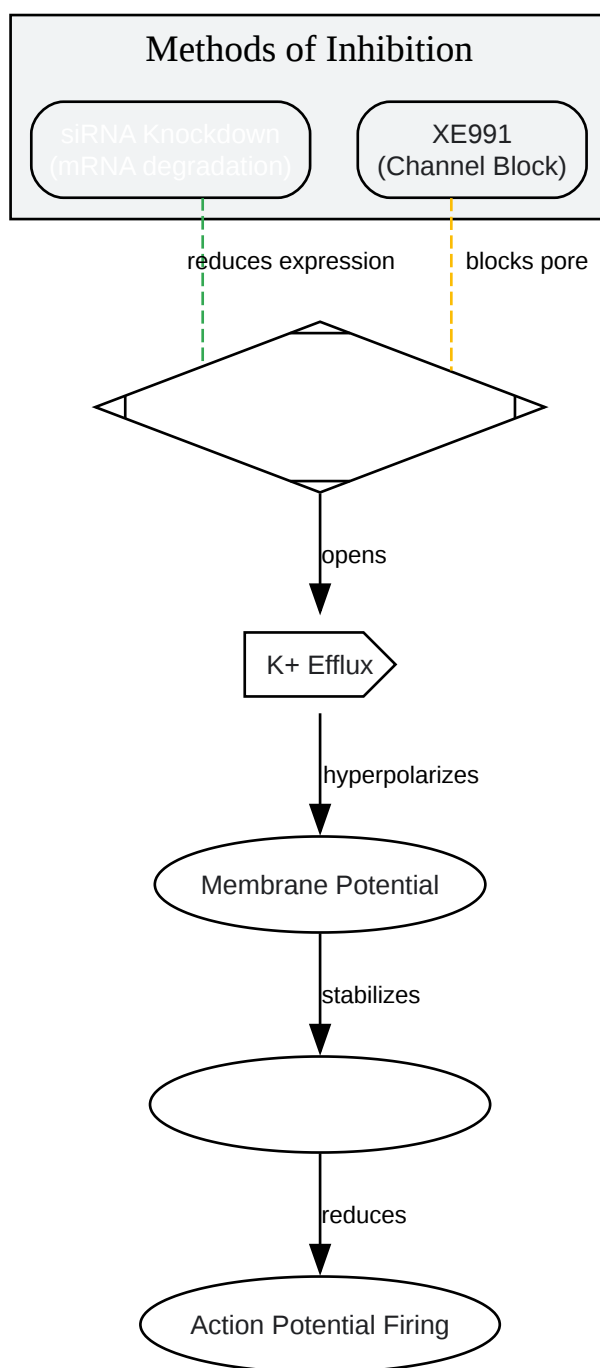 Methods of Inhibition
siRNA Knockdown
(mRNA degradation)
XE991
(Channel Block)
reduces expression
blocks pore
opens
K+ Efflux
hyperpolarizes
Membrane Potential
stabilizes
reduces
Action Potential Firing